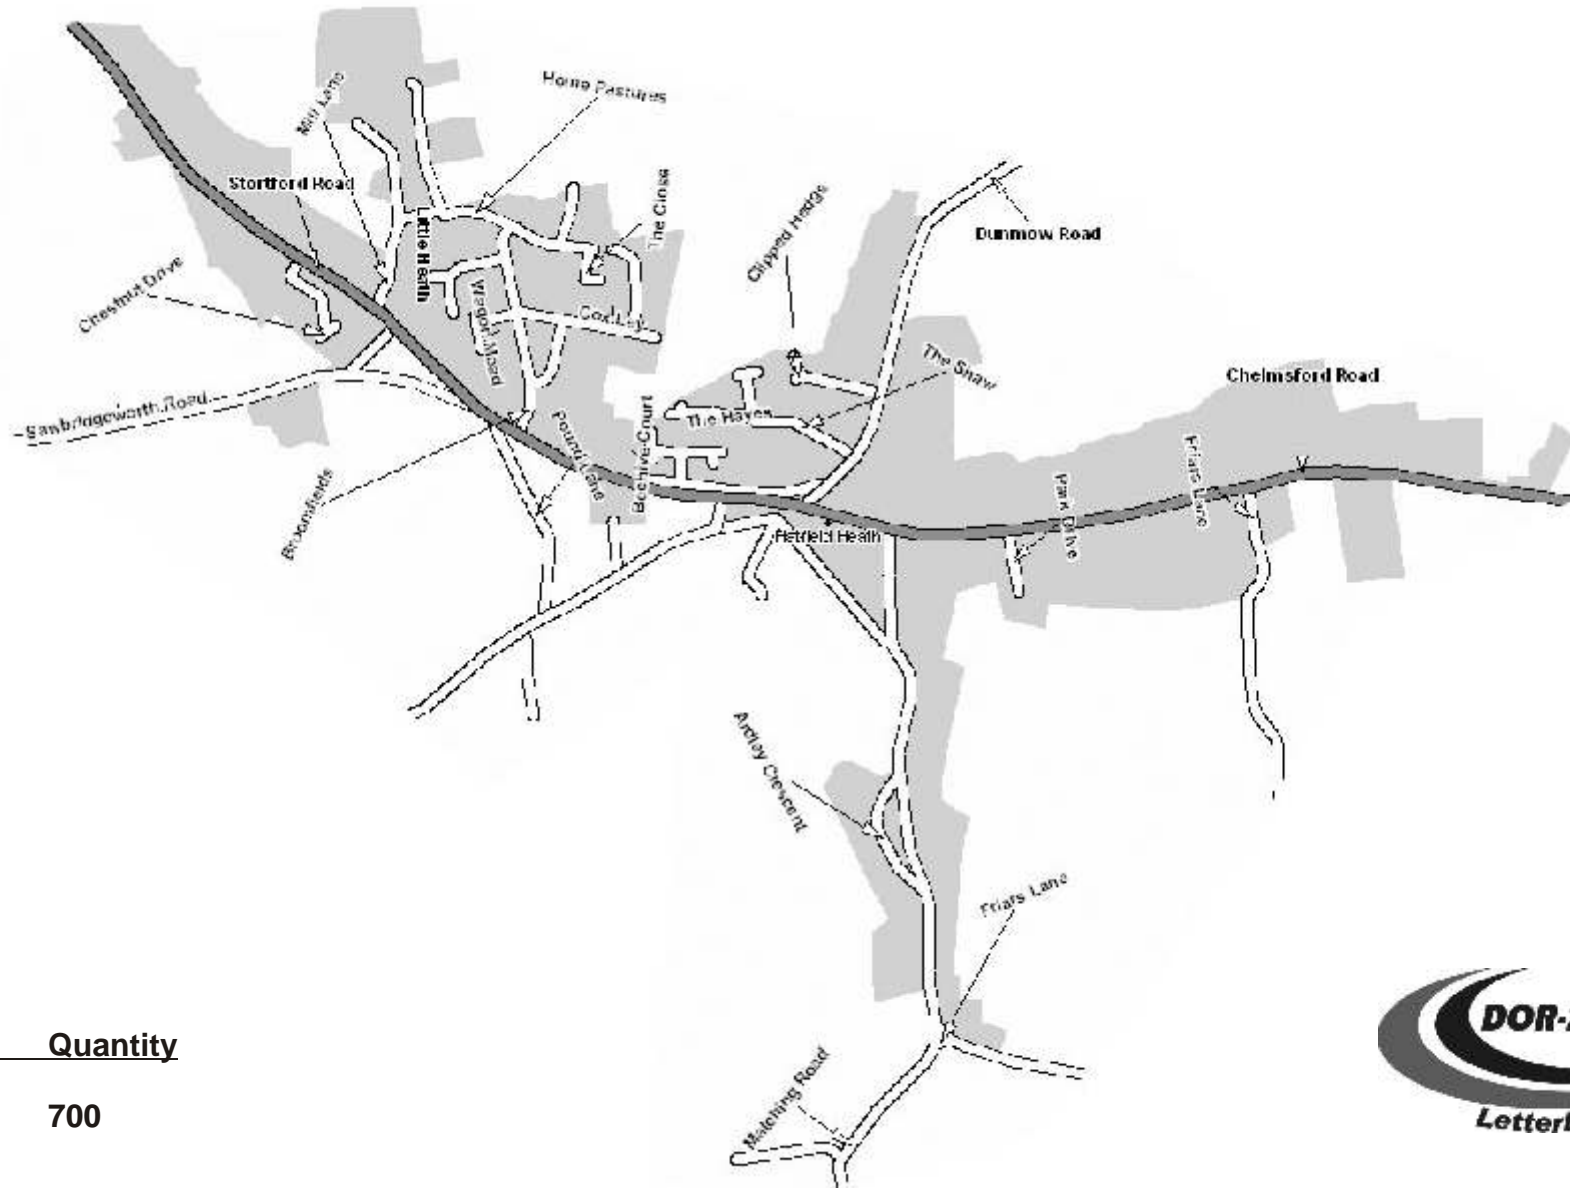 Home Pastures
Mill Lane
Stortford Road
The Close
Little Heath
Clipped Hedge
Dunmow Road
Chestnut Drive
Wagon Mead
Cox Ley
The Shaw
Chelmsford Road
Sawbridgeworth Road
The Hayes
Pound Lane
Beehive Court
Friars Lane
Park Drive
Broomfields
Hatfield Heath
Ardley Crescent
Friars Lane
Matching Road
Quantity
700
DOR-
Letter